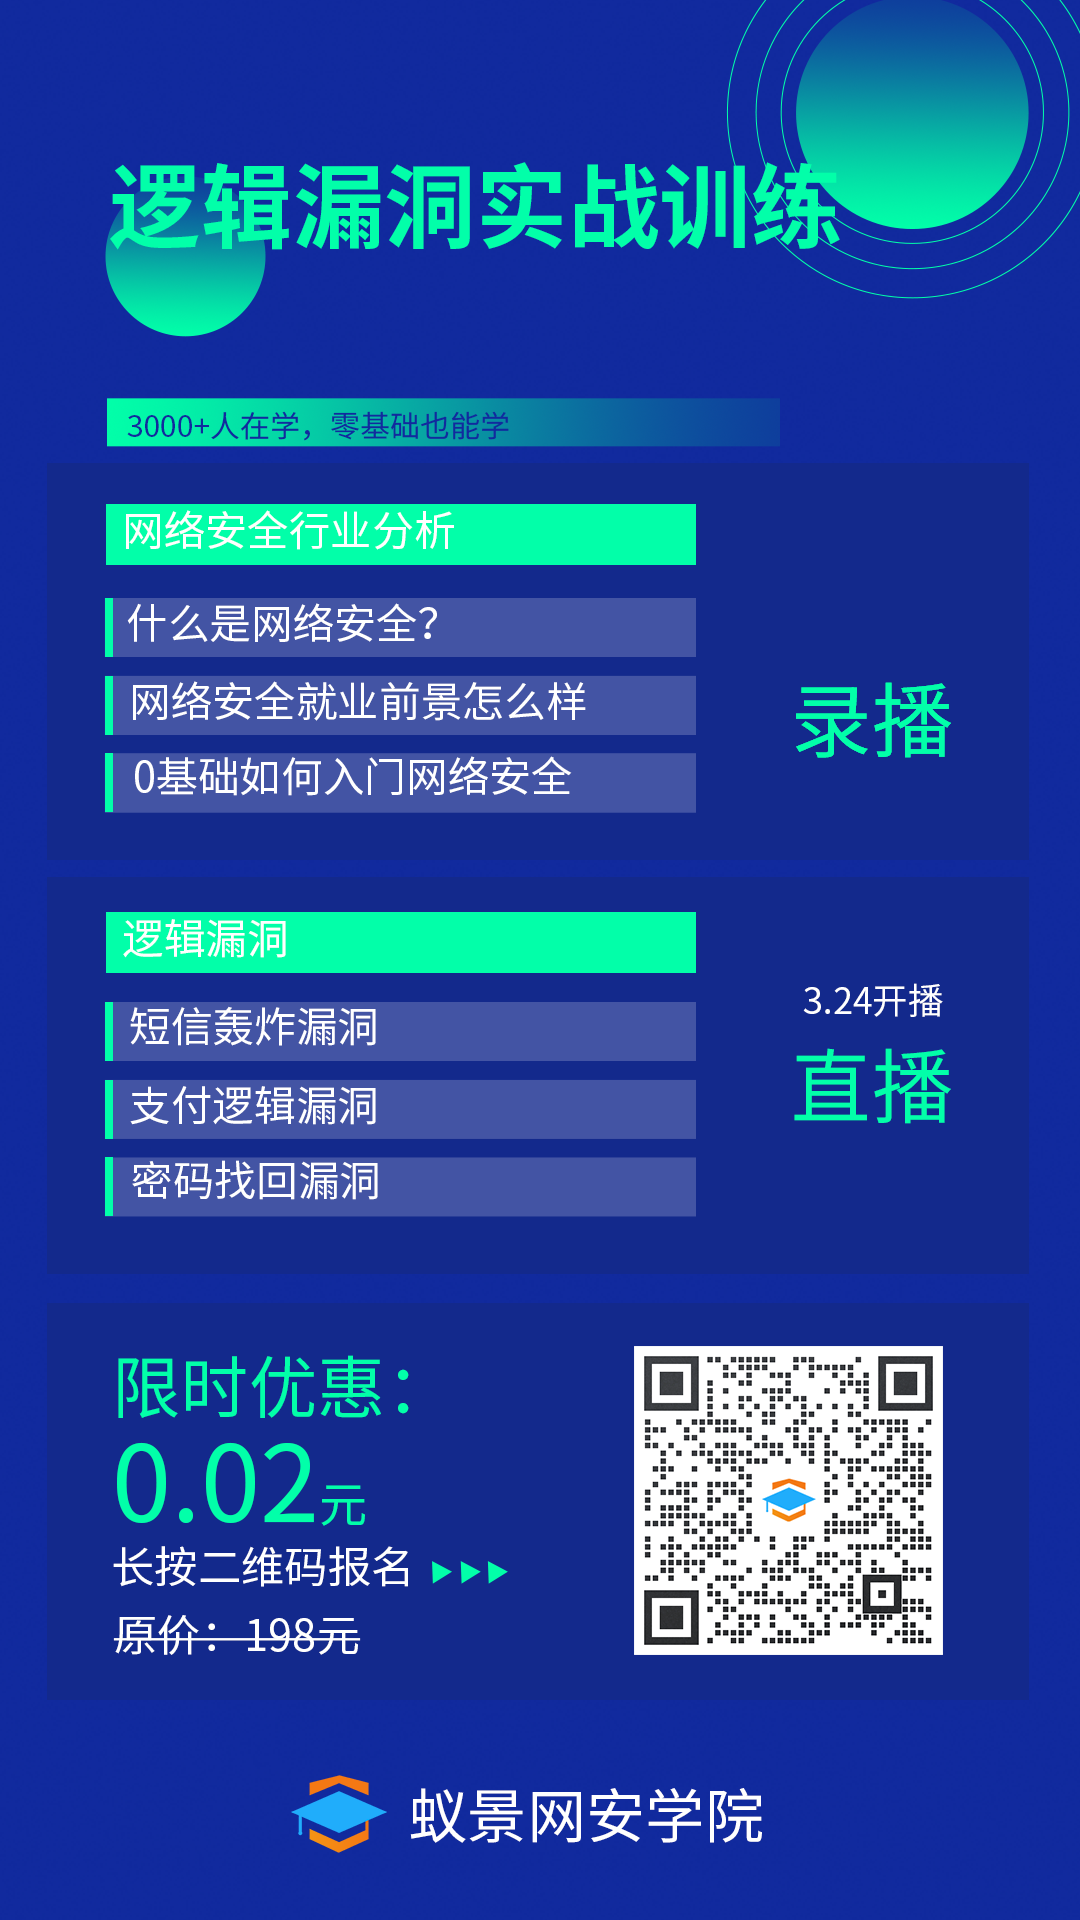 逻辑漏洞实战训练
3000+人在学，零基础也能学
网络安全行业分析
什么是网络安全？
网络安全就业前景怎么样
0基础如何入门网络安全
录播
逻辑漏洞
短信轰炸漏洞
支付逻辑漏洞
密码找回漏洞
3.24开播
直播
限时优惠：
0.02元
长按二维码报名
原价：198元
蚁景网安学院